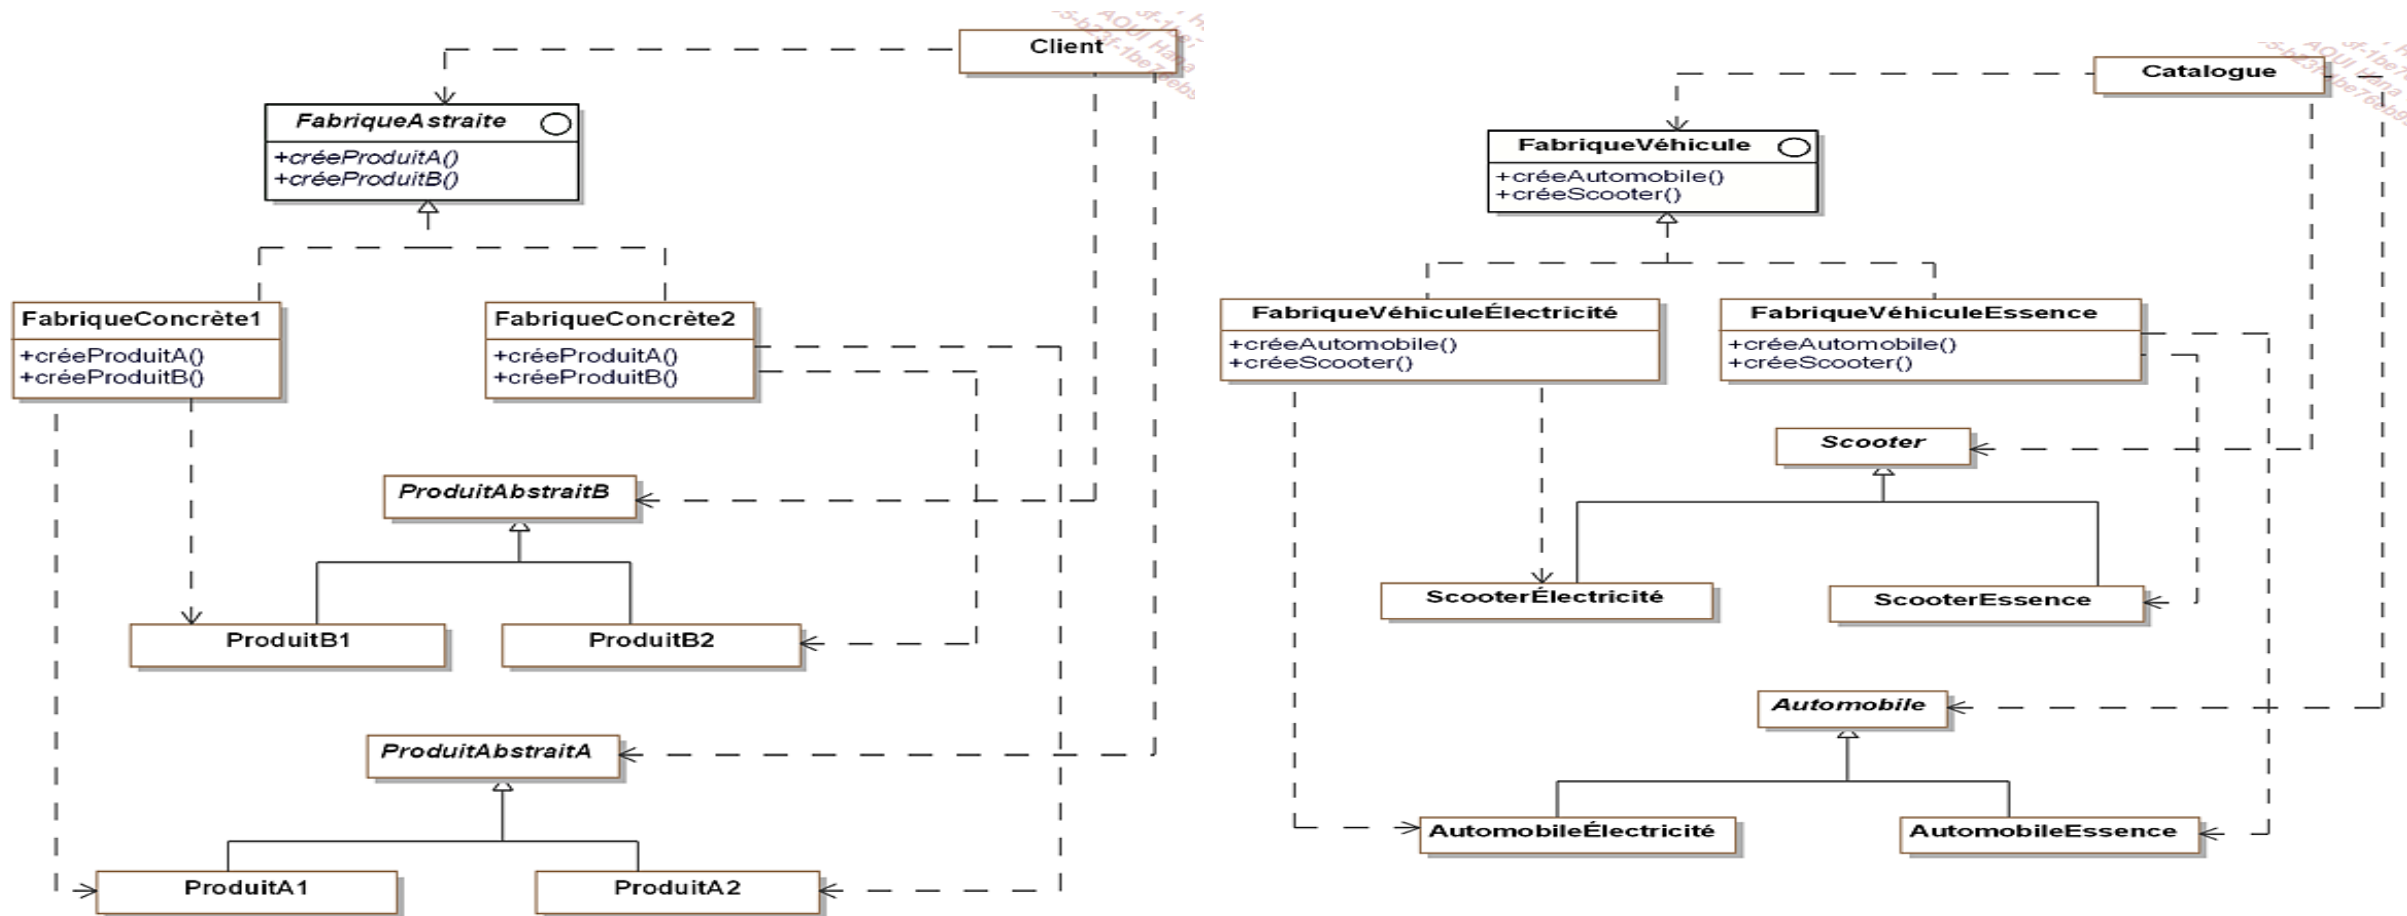 Client
FabriqueAstraite
+créeProduitA()
+créeProduitB()
FabriqueConcrète1
+créeProduitA()
+créeProduitB()
FabriqueConcrète2
+créeProduitA()
+créeProduitB()
ProduitAbstraitB
ProduitB1
ProduitB2
ProduitAbstraitA
ProduitA1
ProduitA2
Catalogue
FabriqueVéhicule
+créeAutomobile()
+créeScooter()
FabriqueVéhiculeÉlectricité
+créeAutomobile()
+créeScooter()
FabriqueVéhiculeEssence
+créeAutomobile()
+créeScooter()
Scooter
ScooterÉlectricité
ScooterEssence
Automobile
AutomobileÉlectricité
AutomobileEssence